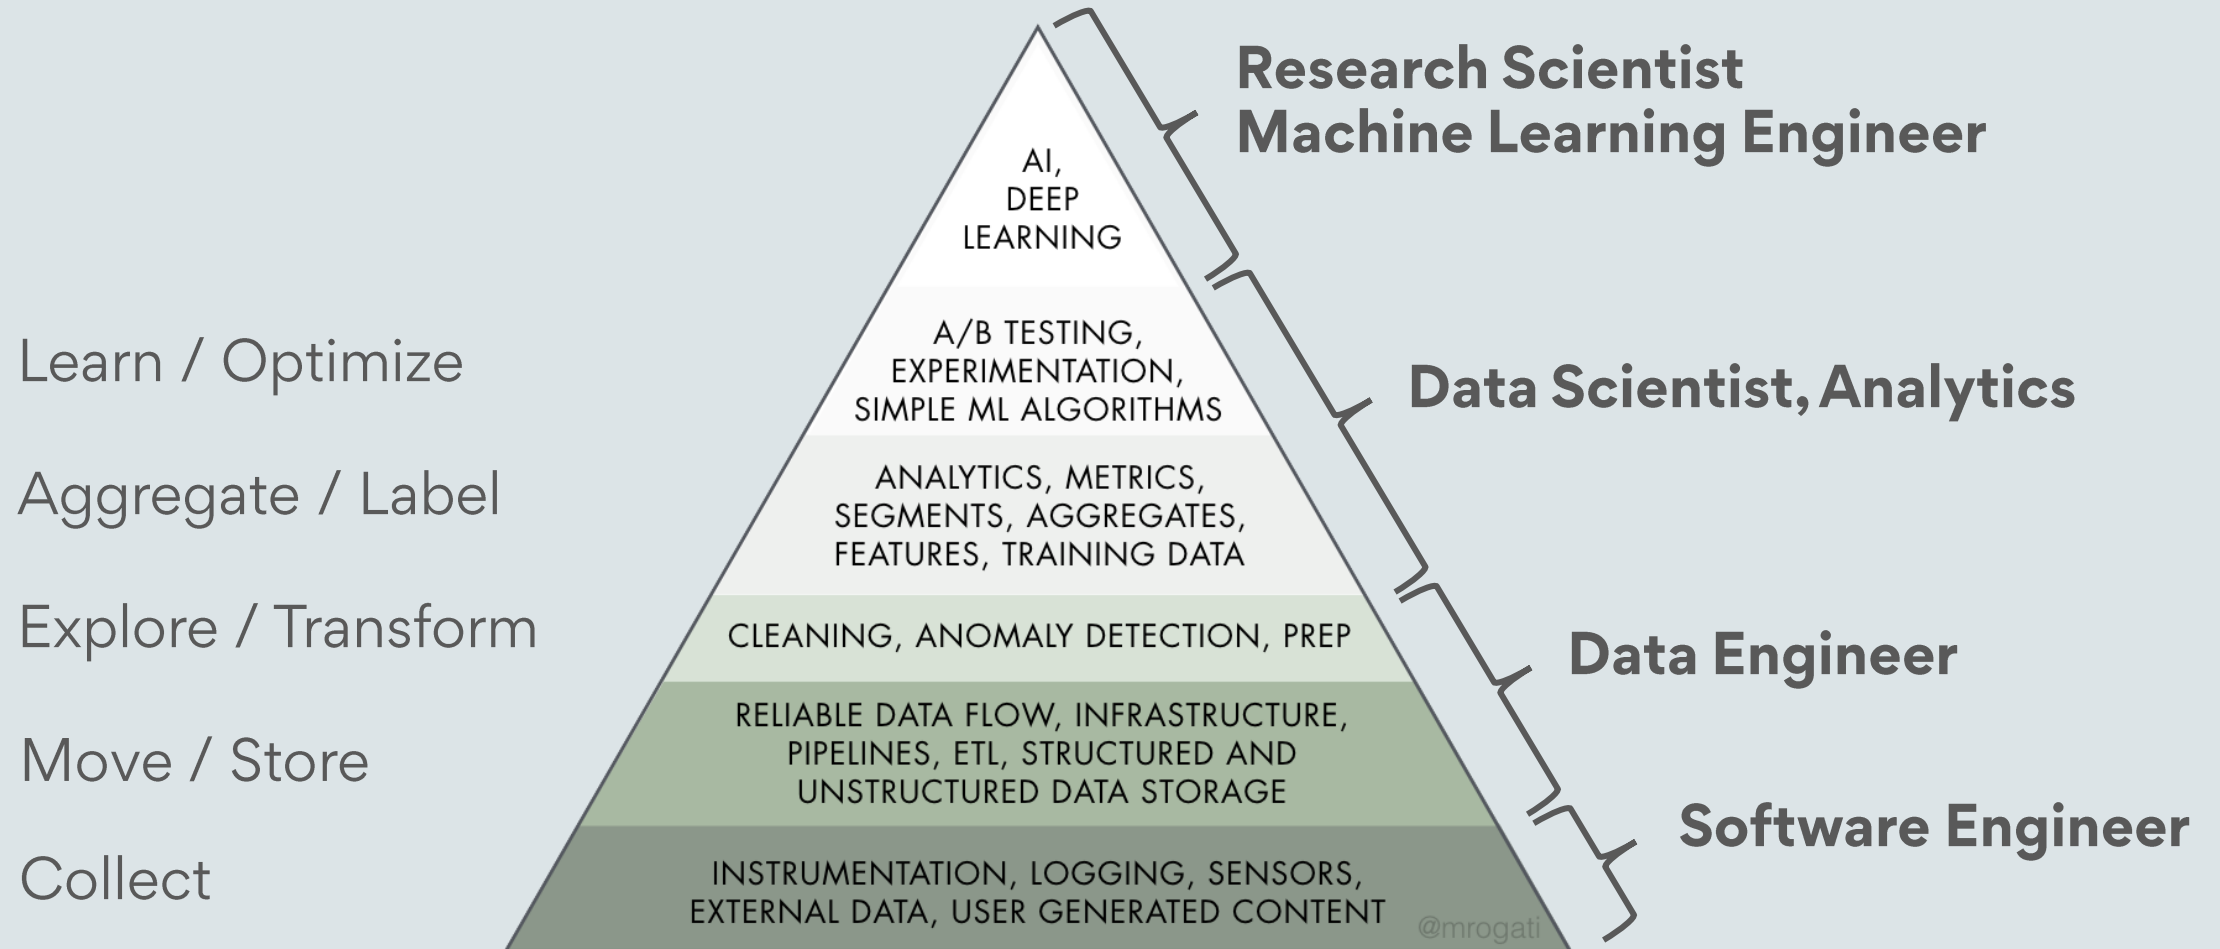 Research Scientist
Machine Learning Engineer
AI,
DEEP
LEARNING
Learn / Optimize
A/B TESTING,
EXPERIMENTATION,
SIMPLE ML ALGORITHMS
Data Scientist, Analytics
Aggregate / Label
ANALYTICS, METRICS,
SEGMENTS, AGGREGATES,
FEATURES, TRAINING DATA
Explore / Transform
CLEANING, ANOMALY DETECTION, PREP
Data Engineer
Move / Store
RELIABLE DATA FLOW, INFRASTRUCTURE,
PIPELINES, ETL, STRUCTURED AND
UNSTRUCTURED DATA STORAGE
Software Engineer
Collect
INSTRUMENTATION, LOGGING, SENSORS,
EXTERNAL DATA, USER GENERATED CONTENT
@mrogati